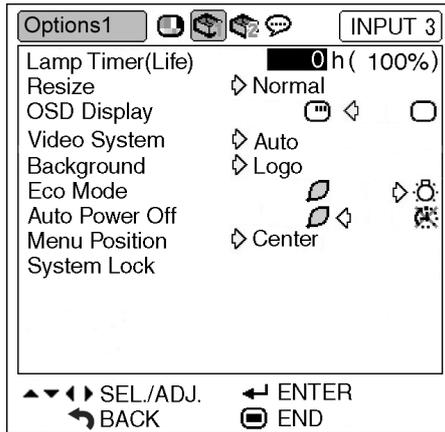 Options1 INPUT 3
Lamp Timer(Life) 0 h ( 100%)
Resize Normal
OSD Display
Video System Auto
Background Logo
Eco Mode
Auto Power Off
Menu Position Center
System Lock
SEL./ADJ. ENTER
BACK END